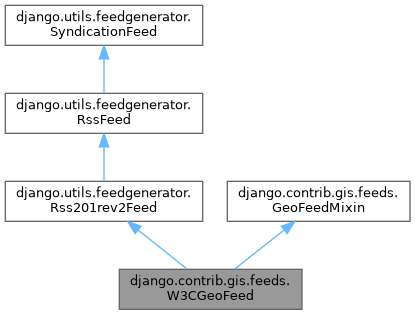 django.utils.feedgenerator.
SyndicationFeed
django.utils.feedgenerator.
RssFeed
django.utils.feedgenerator.
Rss201rev2Feed
django.contrib.gis.feeds.
GeoFeedMixin
django.contrib.gis.feeds.
W3CGeoFeed